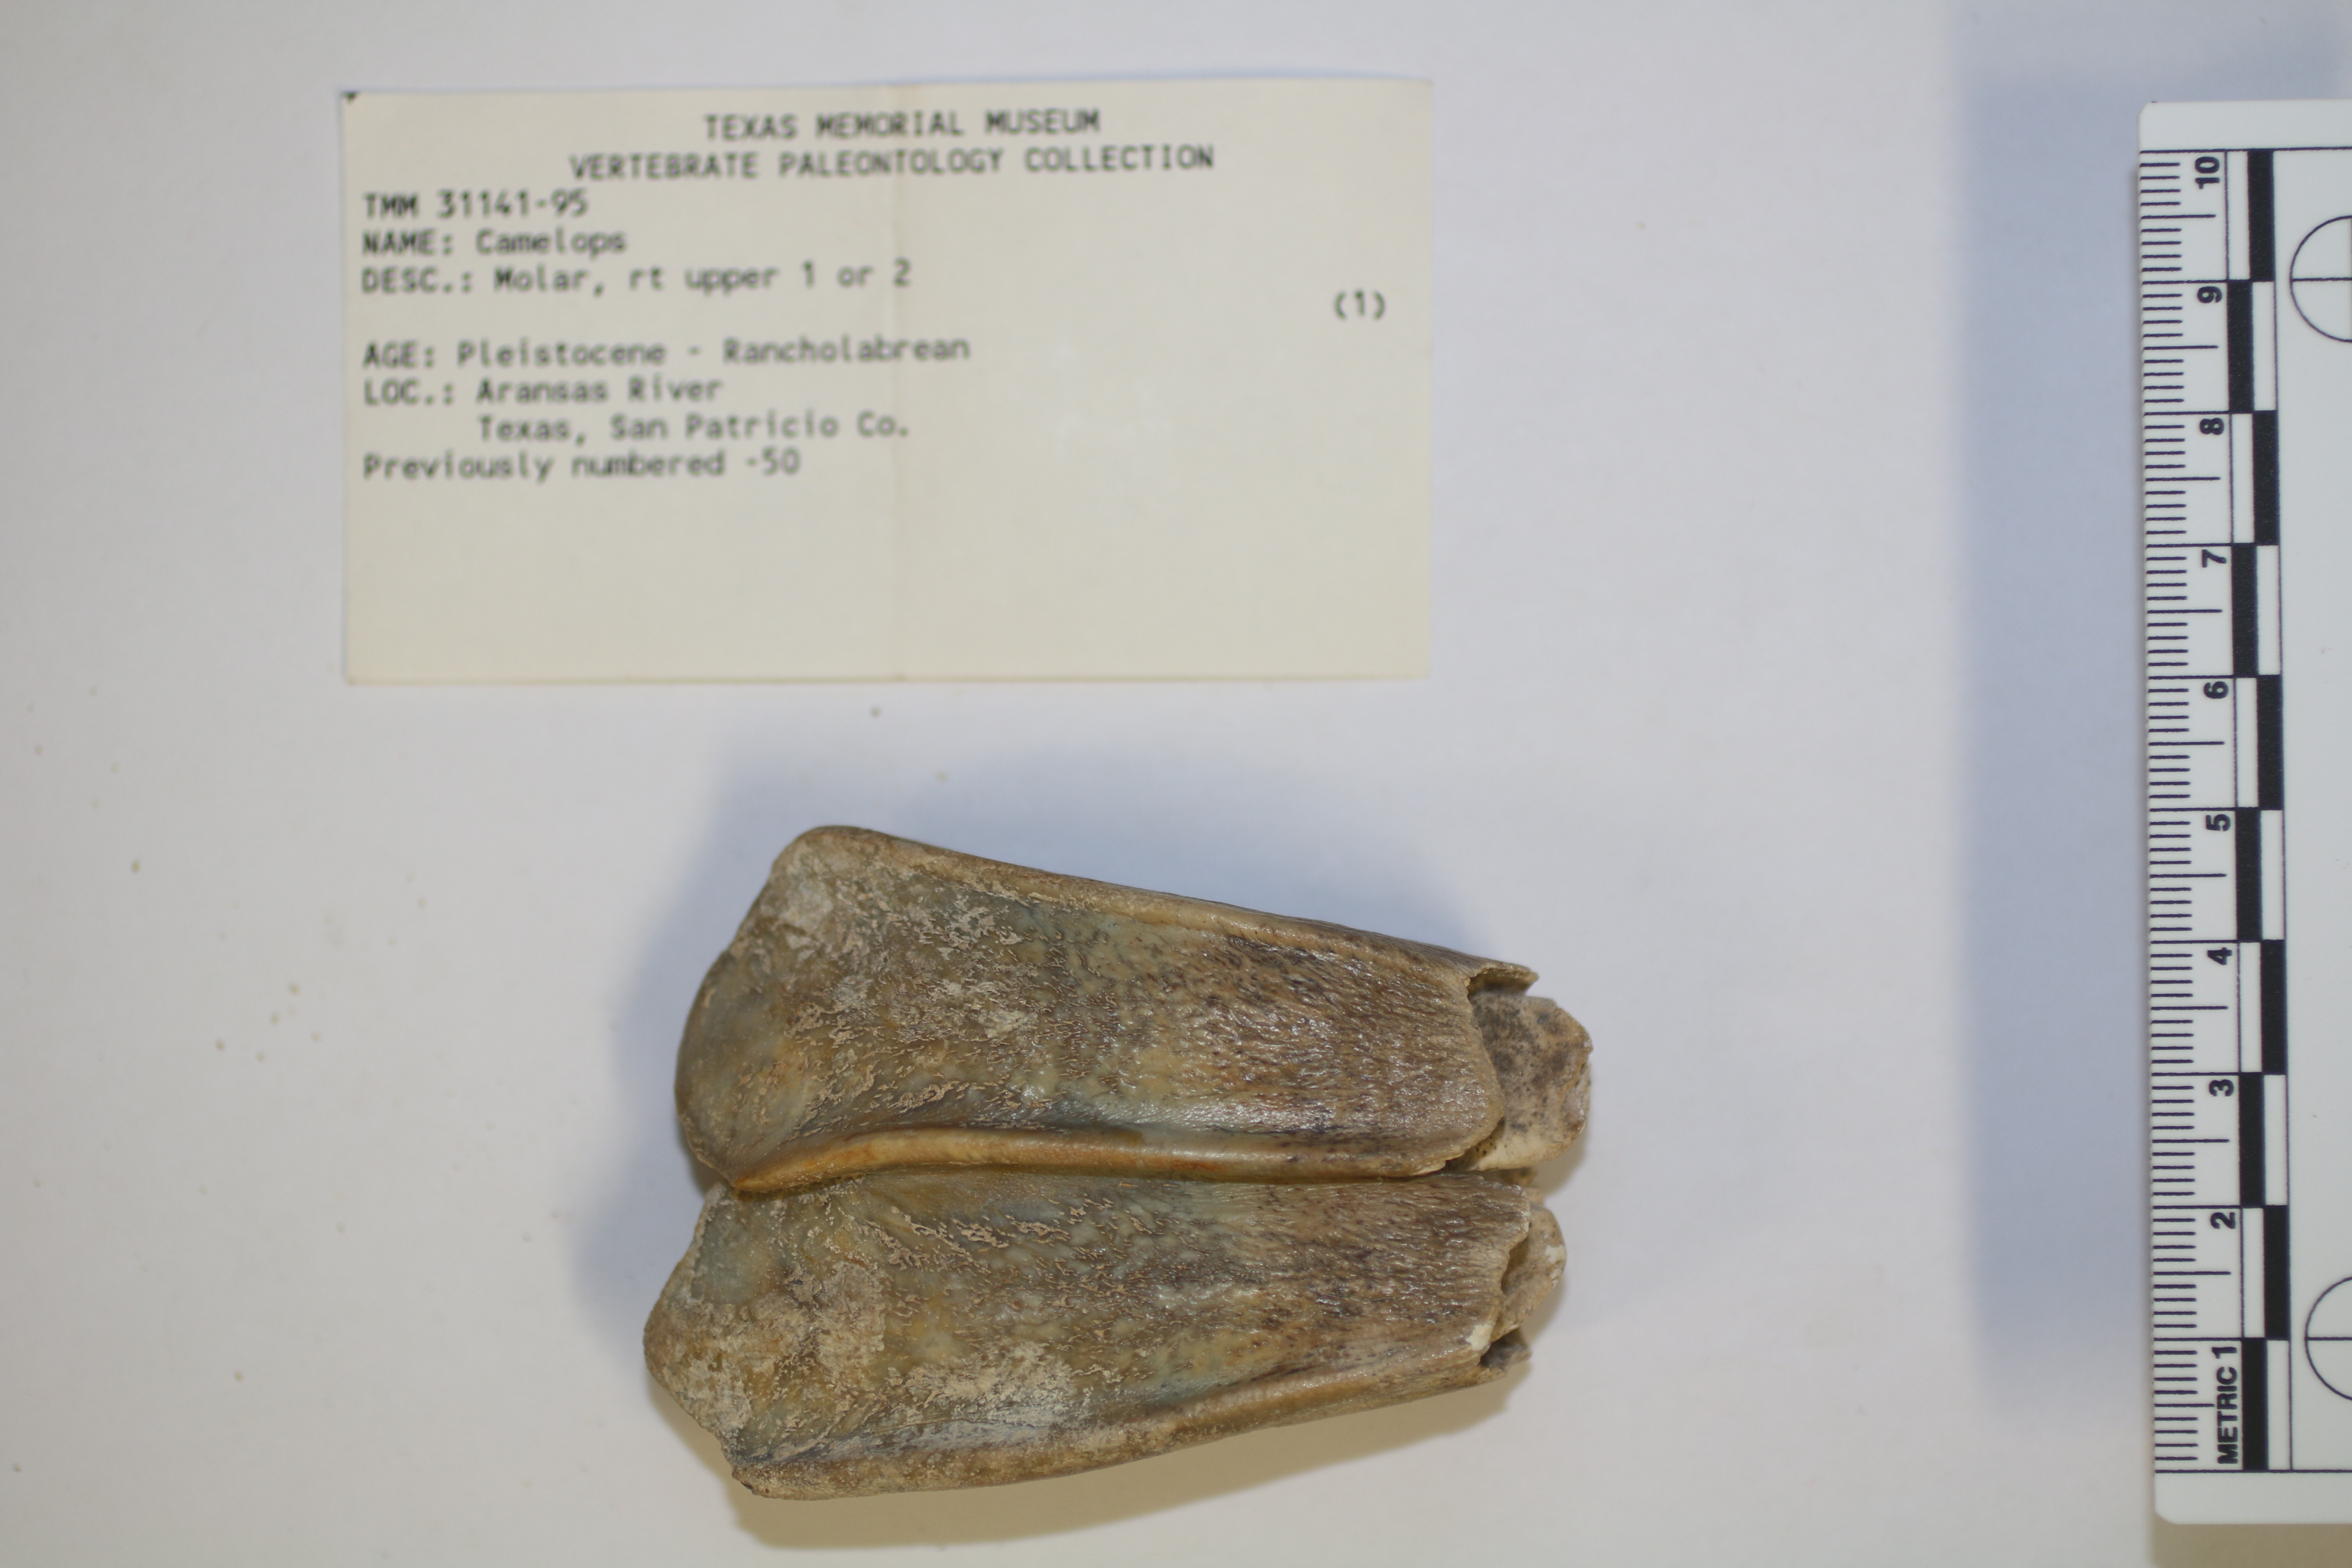 TEXAS MEMORIAL MUSEUM
VERTEBRATE PALEONTOLOGY COLLECTION
TMM 31141-95
NAME: Camelops
DESC.: Molar, rt upper 1 or 2
(1)
AGE: Pleistocene - Rancholabrean
LOC.: Aransas River
Texas, San Patricio Co.
Previously numbered -50
10
9
8
7
6
5
4
3
2
METRIC 1